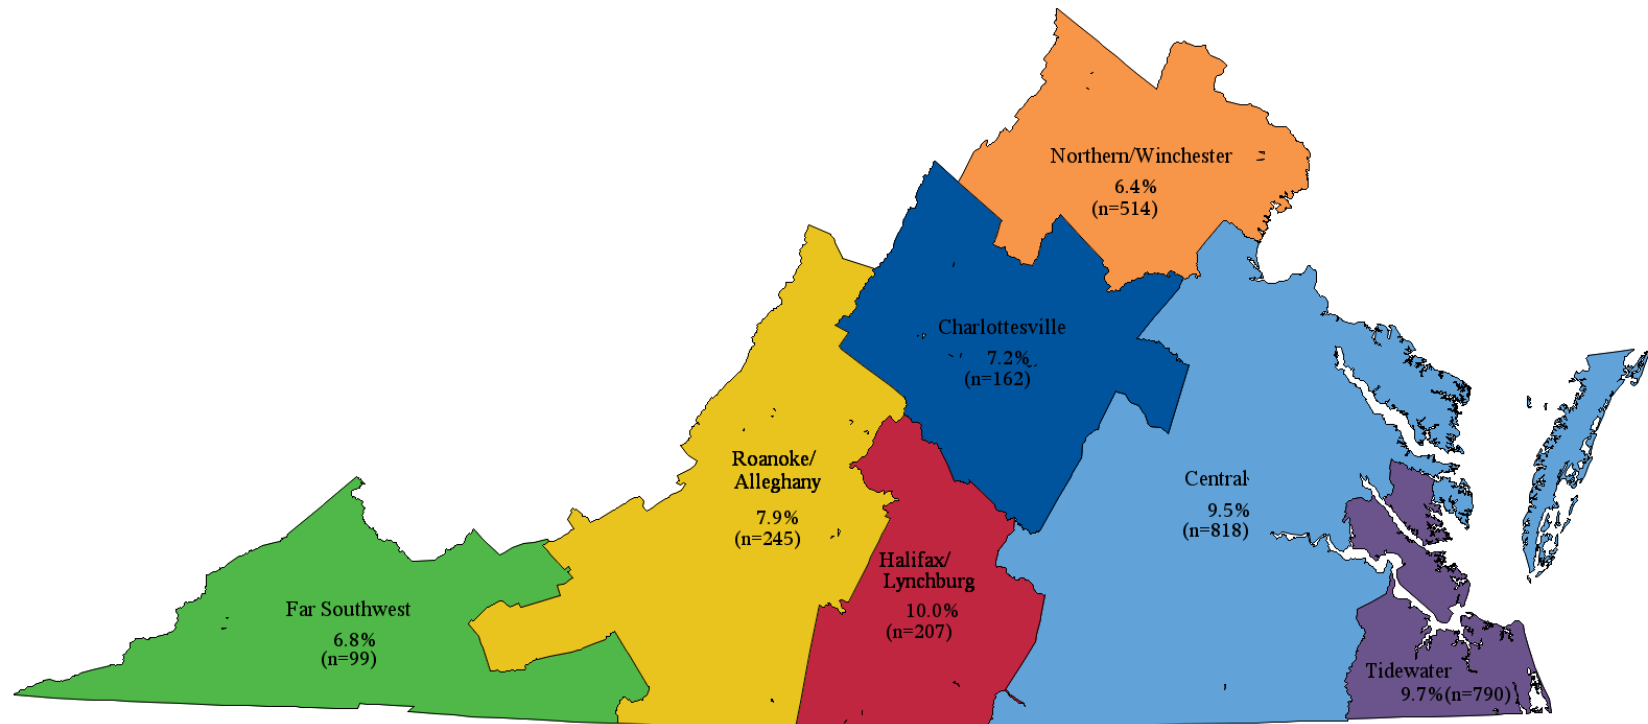 Northern/Winchester
6.4%
(n=514)
Charlottesville
7.2%
(n=162)
Roanoke/
Alleghany
7.9%
(n=245)
Central
9.5%
(n=818)
Halifax/
Lynchburg
10.0%
(n=207)
Far Southwest
6.8%
(n=99)
Tidewater
9.7%(n=790)